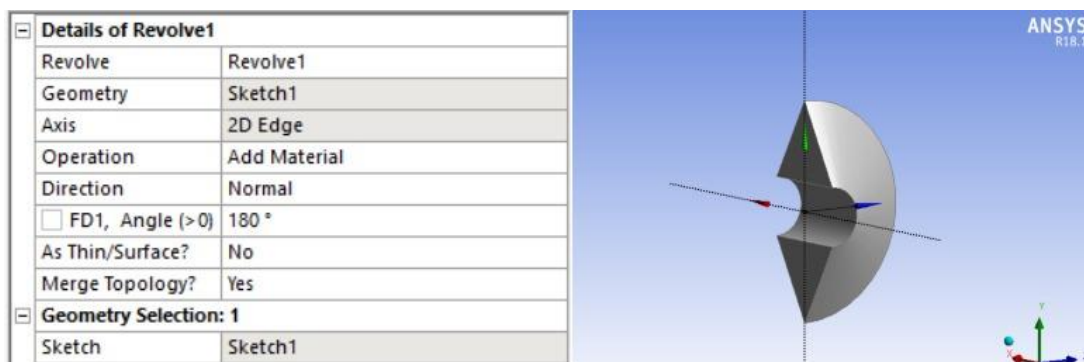 Details of Revolve1
Revolve Revolve1
Geometry Sketch1
Axis 2D Edge
Operation Add Material
Direction Normal
FD1, Angle (>0) 180 °
As Thin/Surface? No
Merge Topology? Yes
Geometry Selection: 1
Sketch Sketch1
ANSYS
R18.
Y
X